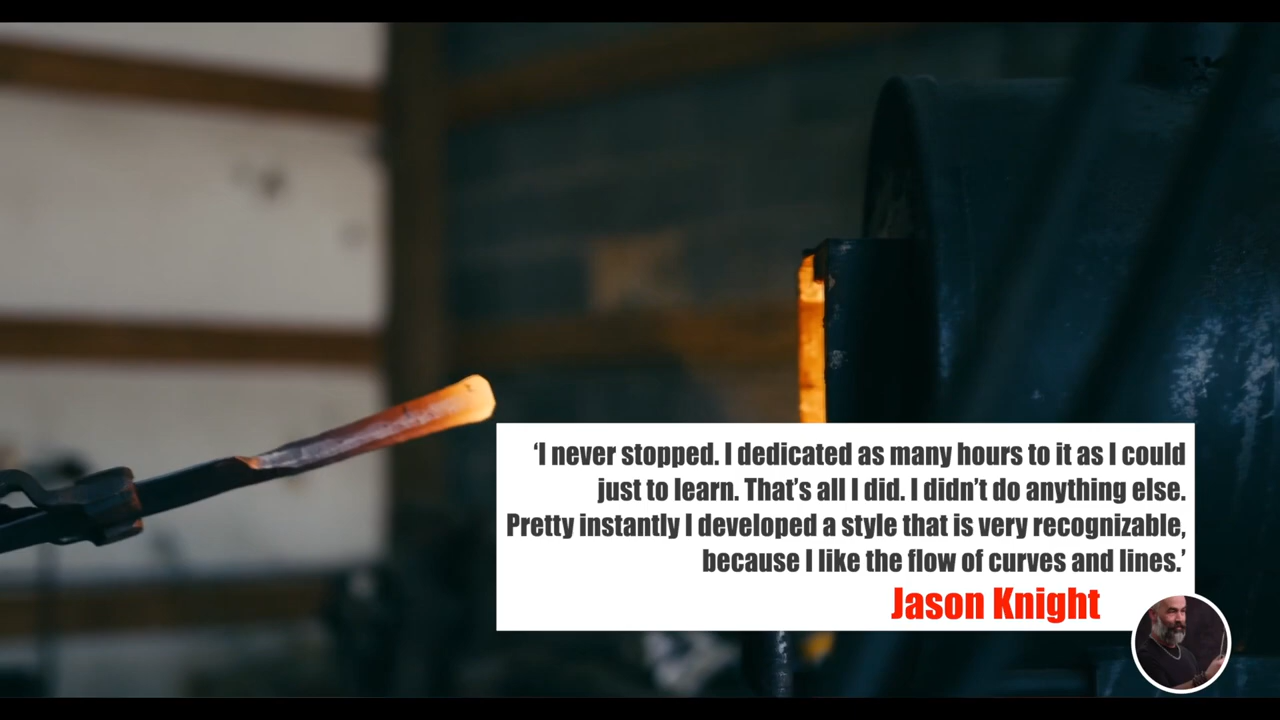 ‘I never stopped. I dedicated as many hours to it as I could
just to learn. That’s all I did. I didn’t do anything else.
Pretty instantly I developed a style that is very recognizable,
because I like the flow of curves and lines.’
Jason Knight